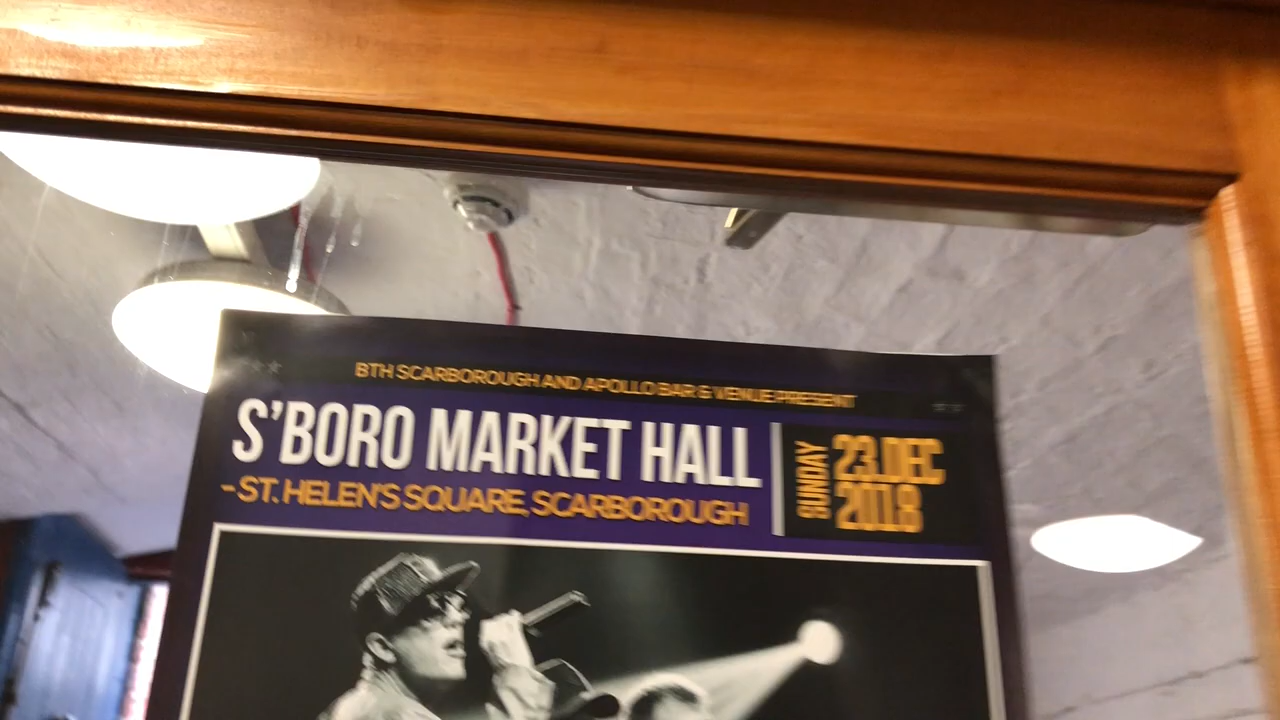 BTH SCARBOROUGH AND APOLLO BAR & VENUE PRESENT
S'BORO MARKET HALL
- ST. HELEN'S SQUARE, SCARBOROUGH
SUNDAY
23.DEC
2018